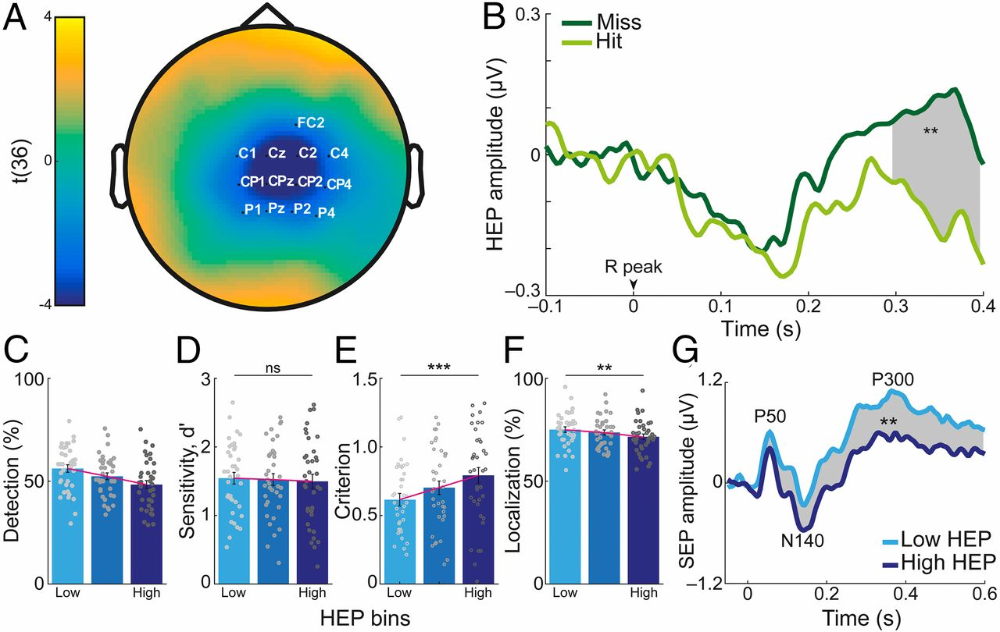 A
4
0
-4
t(36)
FC2
C1 Cz C2 C4
CP1 CPz CP2 CP4
P1 Pz P2 P4
B
Miss
Hit
HEP amplitude (µV)
0.3
0
−0.3
**
R peak
−0.1 0 0.1 0.2 0.3 0.4
Time (s)
C
Detection (%)
100
50
0
Low High
D
Sensitivity, d'
3
2
1
0
ns
Low High
E
Criterion
1.5
1.0
0.5
0
***
Low High
F
Localization (%)
100
50
0
**
Low High
HEP bins
G
SEP amplitude (µV)
1.2
0
−1.2
P50
N140
P300
**
Low HEP
High HEP
0 0.2 0.4 0.6
Time (s)